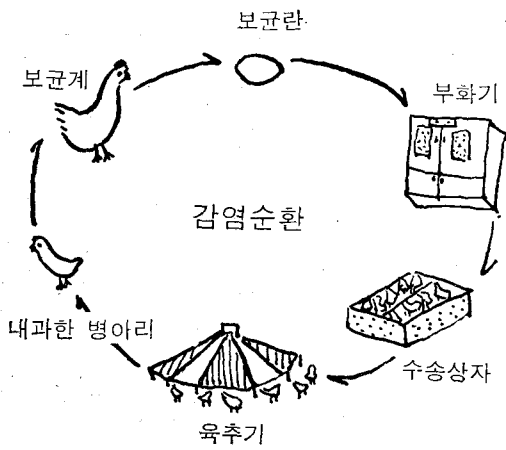 보균란
보균계
부화기
감염순환
내과한 병아리
수송상자
육추기